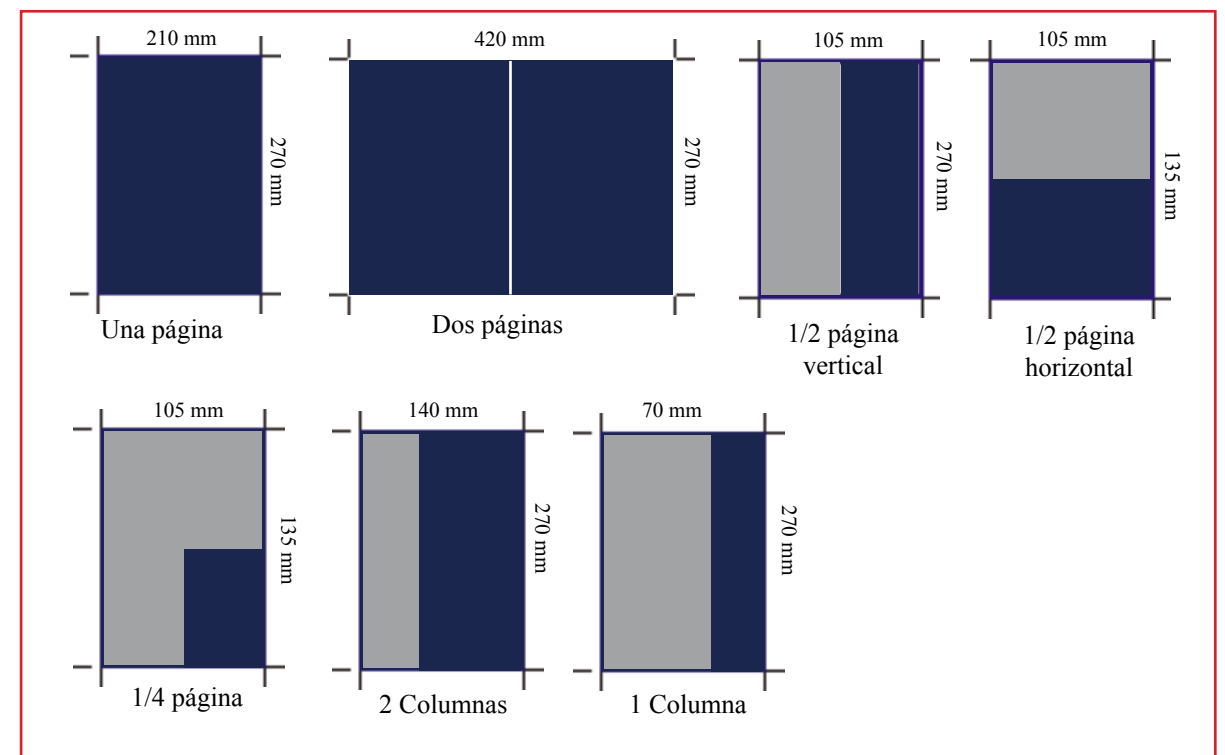 210 mm
270 mm
Una página
420 mm
270 mm
Dos páginas
105 mm
270 mm
1/2 página
vertical
105 mm
135 mm
1/2 página
horizontal
105 mm
135 mm
1/4 página
140 mm
270 mm
2 Columnas
70 mm
270 mm
1 Columna